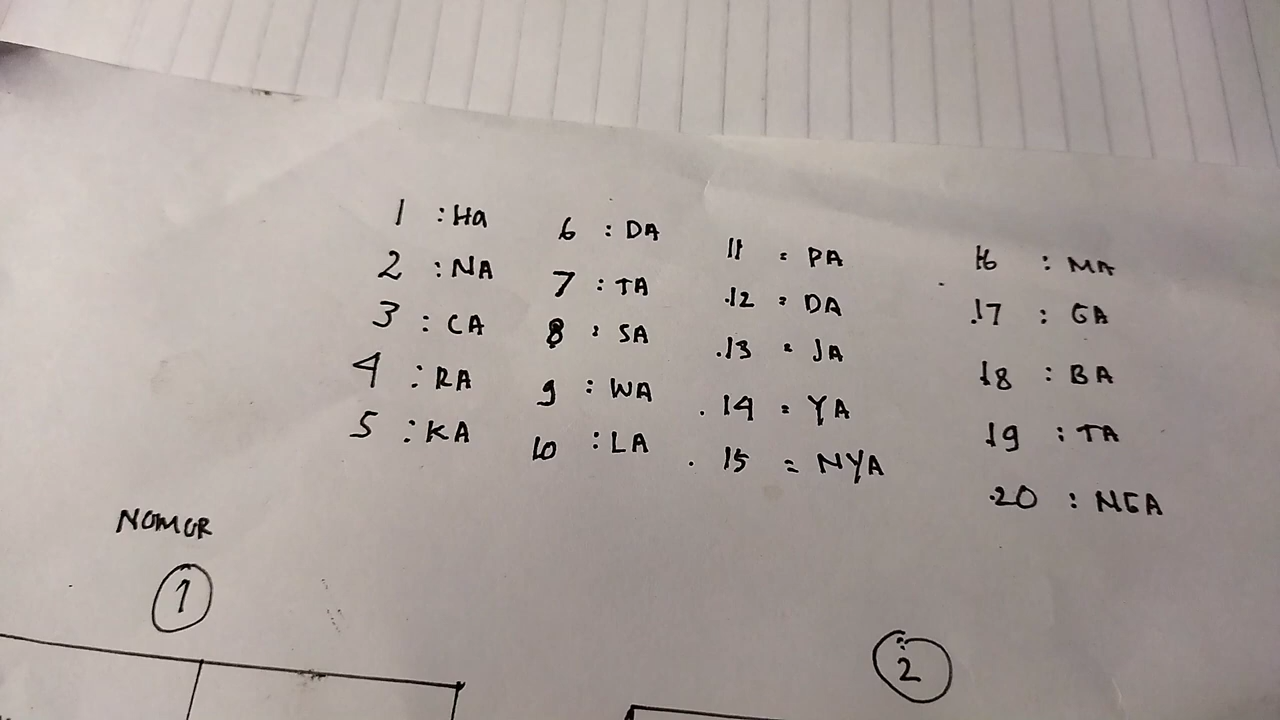 1 : Ha
2 : NA
3 : CA
4 : RA
5 : KA
6 : DA
7 : TA
8 : SA
9 : WA
10 : LA
11 = PA
.12 = DA
.13 = JA
.14 = YA
.15 = NYA
16 : MA
.17 : GA
18 : BA
19 : TA
.20 : NGA
NOMOR
1
2